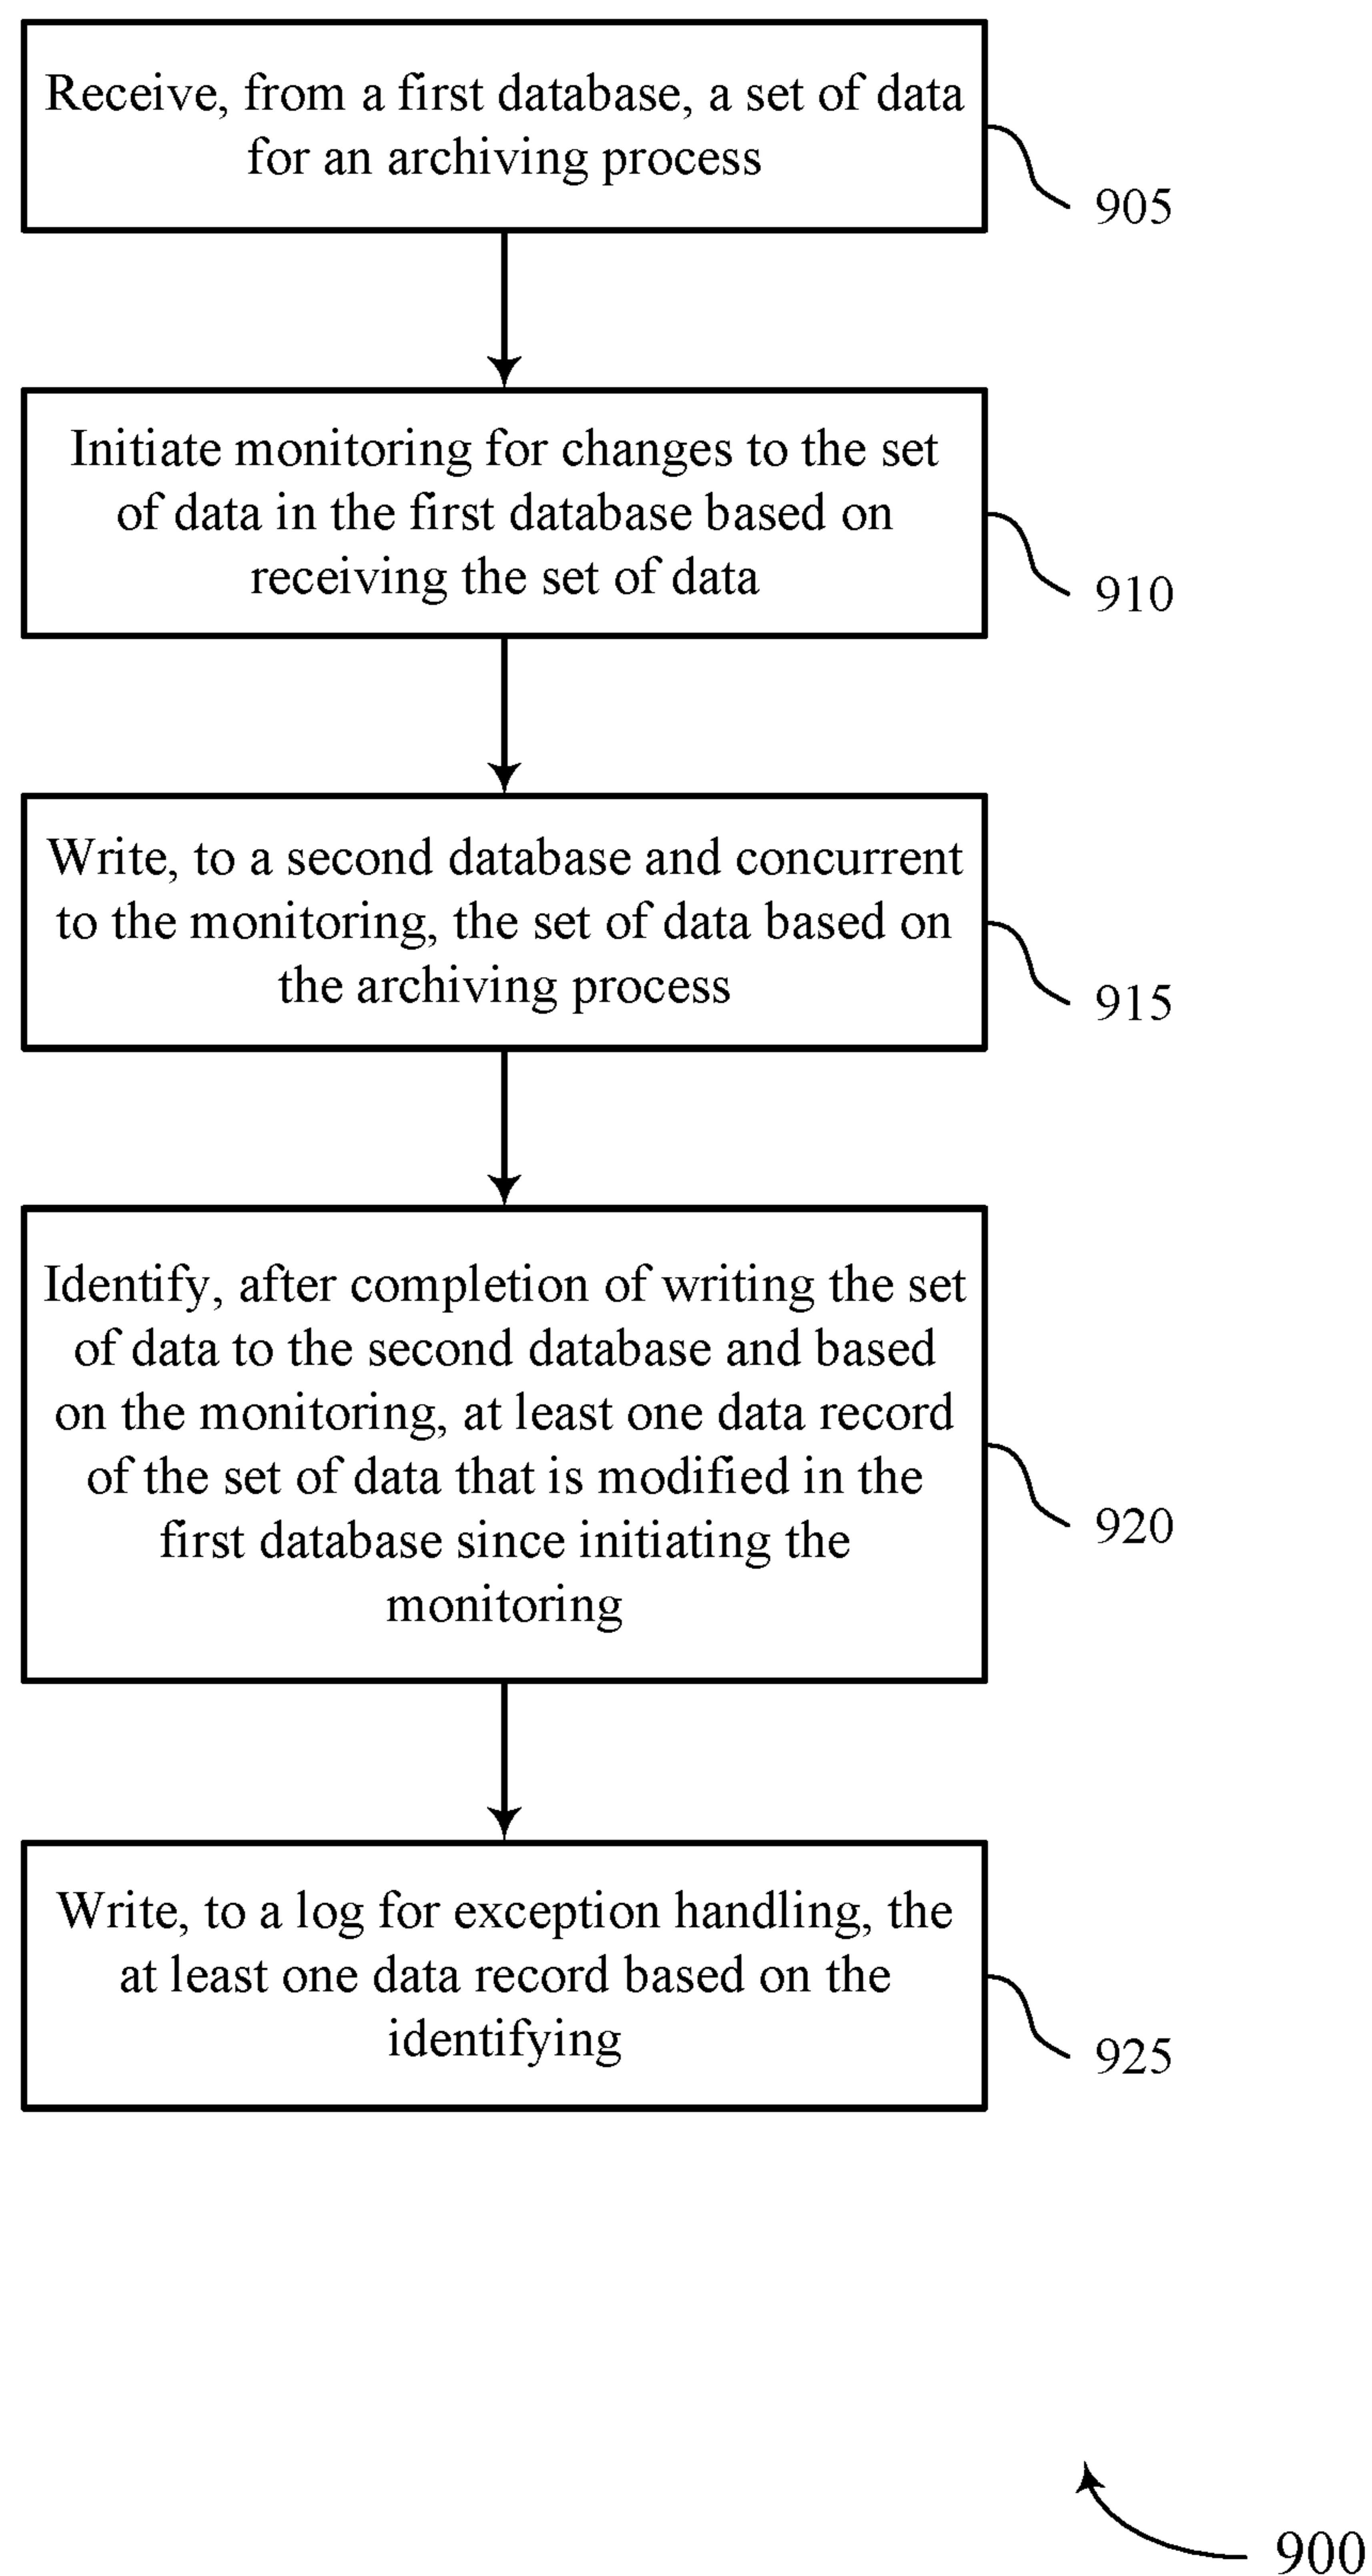 Receive, from a first database, a set of data
for an archiving process
905
Initiate monitoring for changes to the set
of data in the first database based on
receiving the set of data
910
Write, to a second database and concurrent
to the monitoring, the set of data based on
the archiving process
915
Identify, after completion of writing the set
of data to the second database and based
on the monitoring, at least one data record
of the set of data that is modified in the
first database since initiating the
monitoring
920
Write, to a log for exception handling, the
at least one data record based on the
identifying
925
900